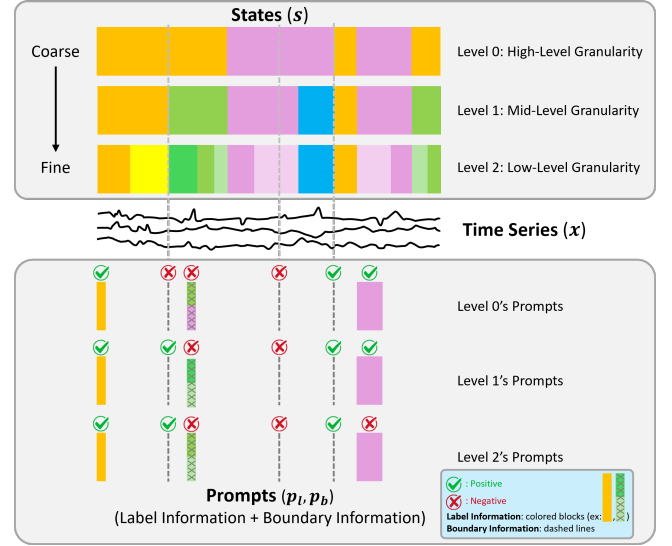 States (s)
Coarse
Level 0: High-Level Granularity
Level 1: Mid-Level Granularity
Fine
Level 2: Low-Level Granularity
Time Series (x)
Level 0's Prompts
Level 1's Prompts
Level 2's Prompts
Prompts (p_l, p_b)
(Label Information + Boundary Information)
: Positive
: Negative
Label Information: colored blocks (ex: , )
Boundary Information: dashed lines